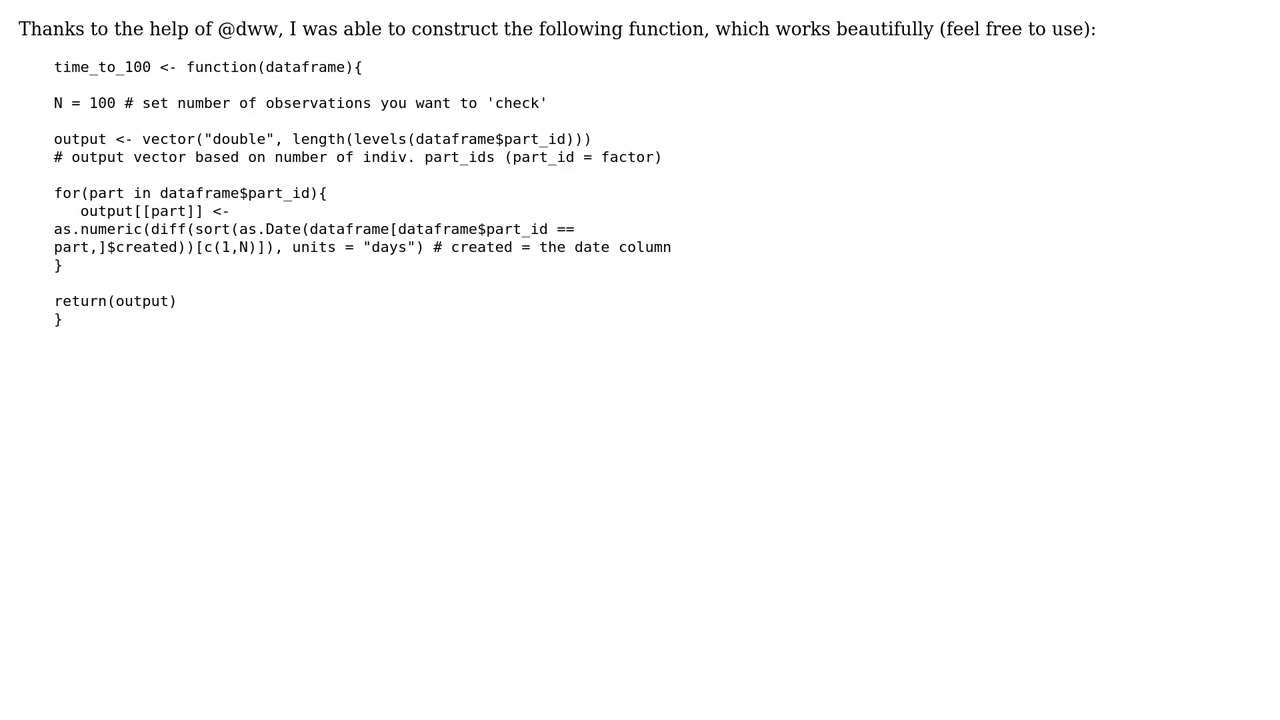 Thanks to the help of @dww, I was able to construct the following function, which works beautifully (feel free to use):
time_to_100 <- function(dataframe){
N = 100 # set number of observations you want to 'check'
output <- vector("double", length(levels(dataframe$part_id)))
# output vector based on number of indiv. part_ids (part_id = factor)
for(part in dataframe$part_id){
   output[[part]] <-
as.numeric(diff(sort(as.Date(dataframe[dataframe$part_id ==
part,]$created))[c(1,N)]), units = "days") # created = the date column
}
return(output)
}